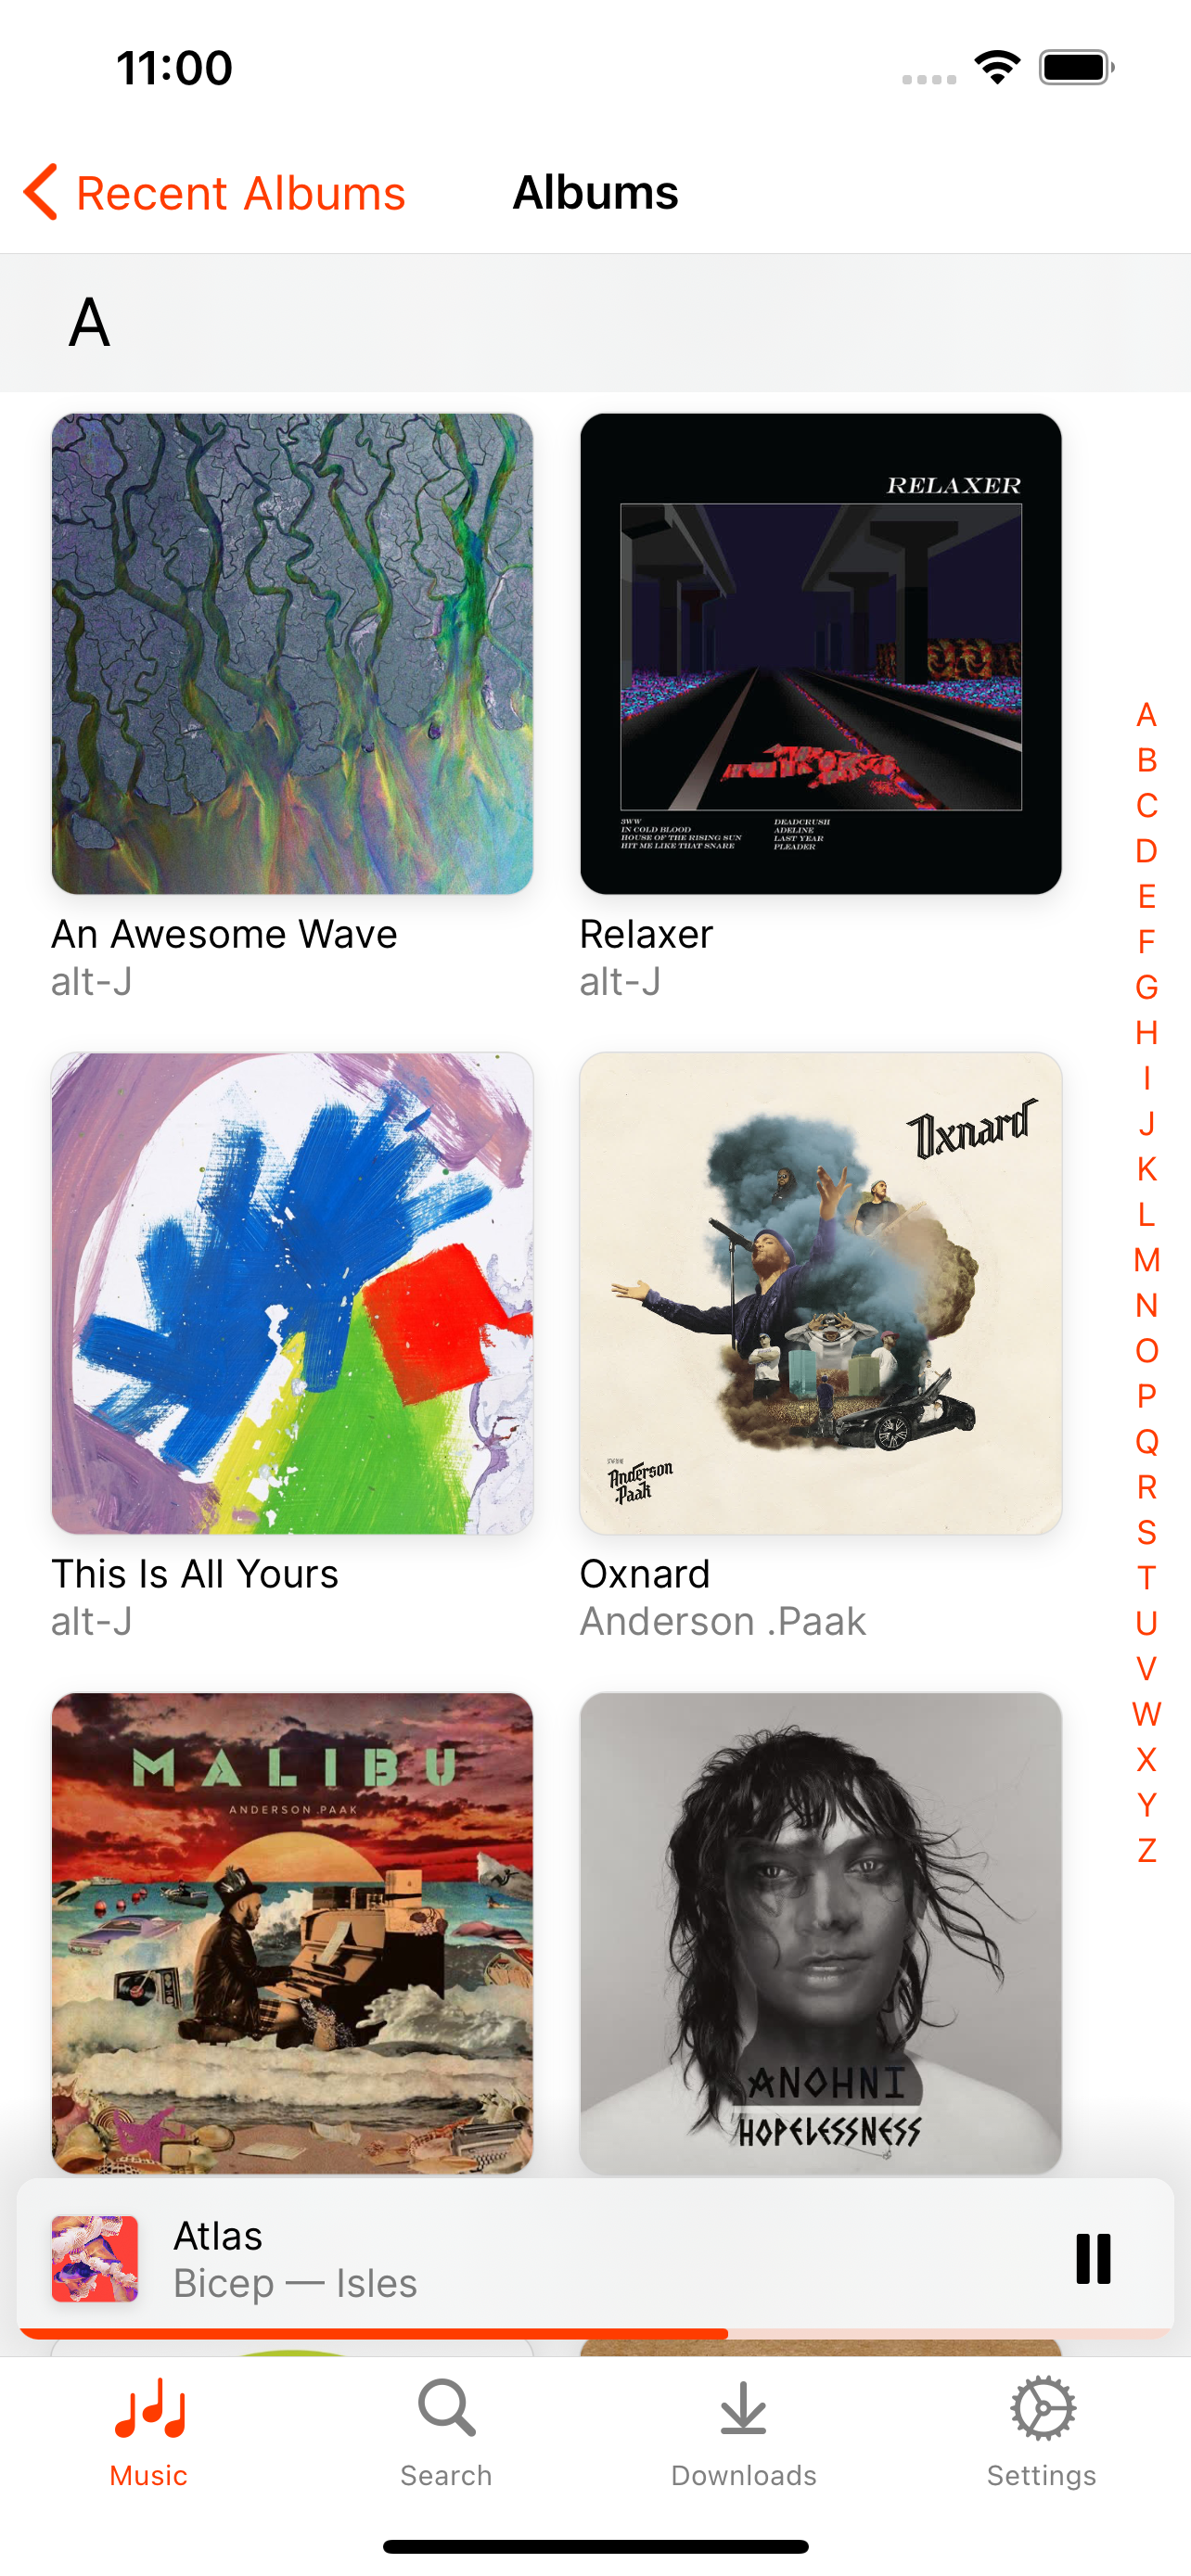 11:00
Recent Albums
Albums
A
RELAXER
3WW
IN COLD BLOOD
HOUSE OF THE RISING SUN
HIT ME LIKE THAT SNARE
DEADCRUSH
ADELINE
LAST YEAR
PLEADER
An Awesome Wave
alt-J
Relaxer
alt-J
Oxnard
Anderson
.Paak
This Is All Yours
alt-J
Oxnard
Anderson .Paak
MALIBU
ANDERSON .PAAK
ANOHNI
HOPELESSNESS
A
B
C
D
E
F
G
H
I
J
K
L
M
N
O
P
Q
R
S
T
U
V
W
X
Y
Z
Atlas
Bicep — Isles
Music
Search
Downloads
Settings